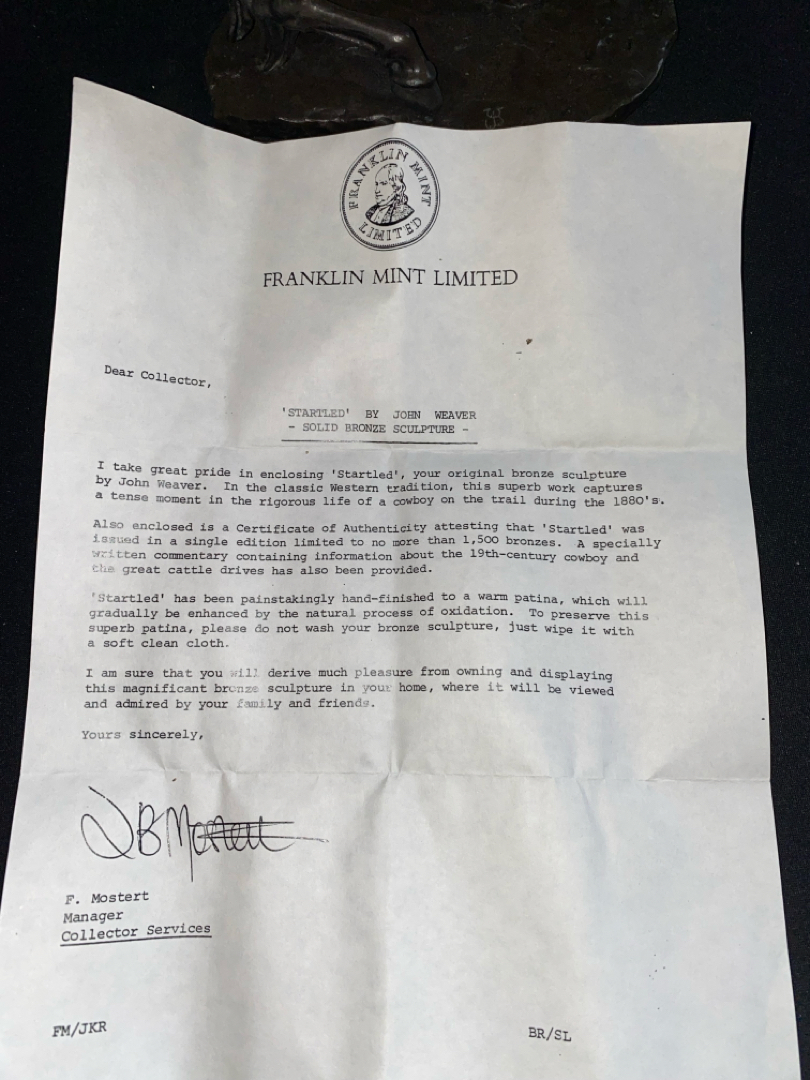 FRANKLIN MINT
LIMITED
FRANKLIN MINT LIMITED
Dear Collector,
'STARTLED' BY JOHN WEAVER
- SOLID BRONZE SCULPTURE -
I take great pride in enclosing 'Startled', your original bronze sculpture
by John Weaver. In the classic Western tradition, this superb work captures
a tense moment in the rigorous life of a cowboy on the trail during the 1880's.
Also enclosed is a Certificate of Authenticity attesting that 'Startled' was
issued in a single edition limited to no more than 1,500 bronzes. A specially
written commentary containing information about the 19th-century cowboy and
the great cattle drives has also been provided.
'Startled' has been painstakingly hand-finished to a warm patina, which will
gradually be enhanced by the natural process of oxidation. To preserve this
superb patina, please do not wash your bronze sculpture, just wipe it with
a soft clean cloth.
I am sure that you will derive much pleasure from owning and displaying
this magnificant bronze sculpture in your home, where it will be viewed
and admired by your family and friends.
Yours sincerely,
F. Mostert
Manager
Collector Services
FM/JKR BR/SL